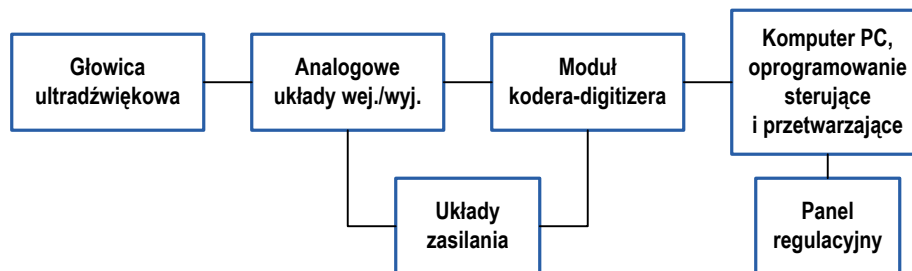 Głowica
ultradźwiękowa
Analogowe
układy wej./wyj.
Moduł
kodera-digitizera
Komputer PC,
oprogramowanie
sterujące
i przetwarzające
Układy
zasilania
Panel
regulacyjny